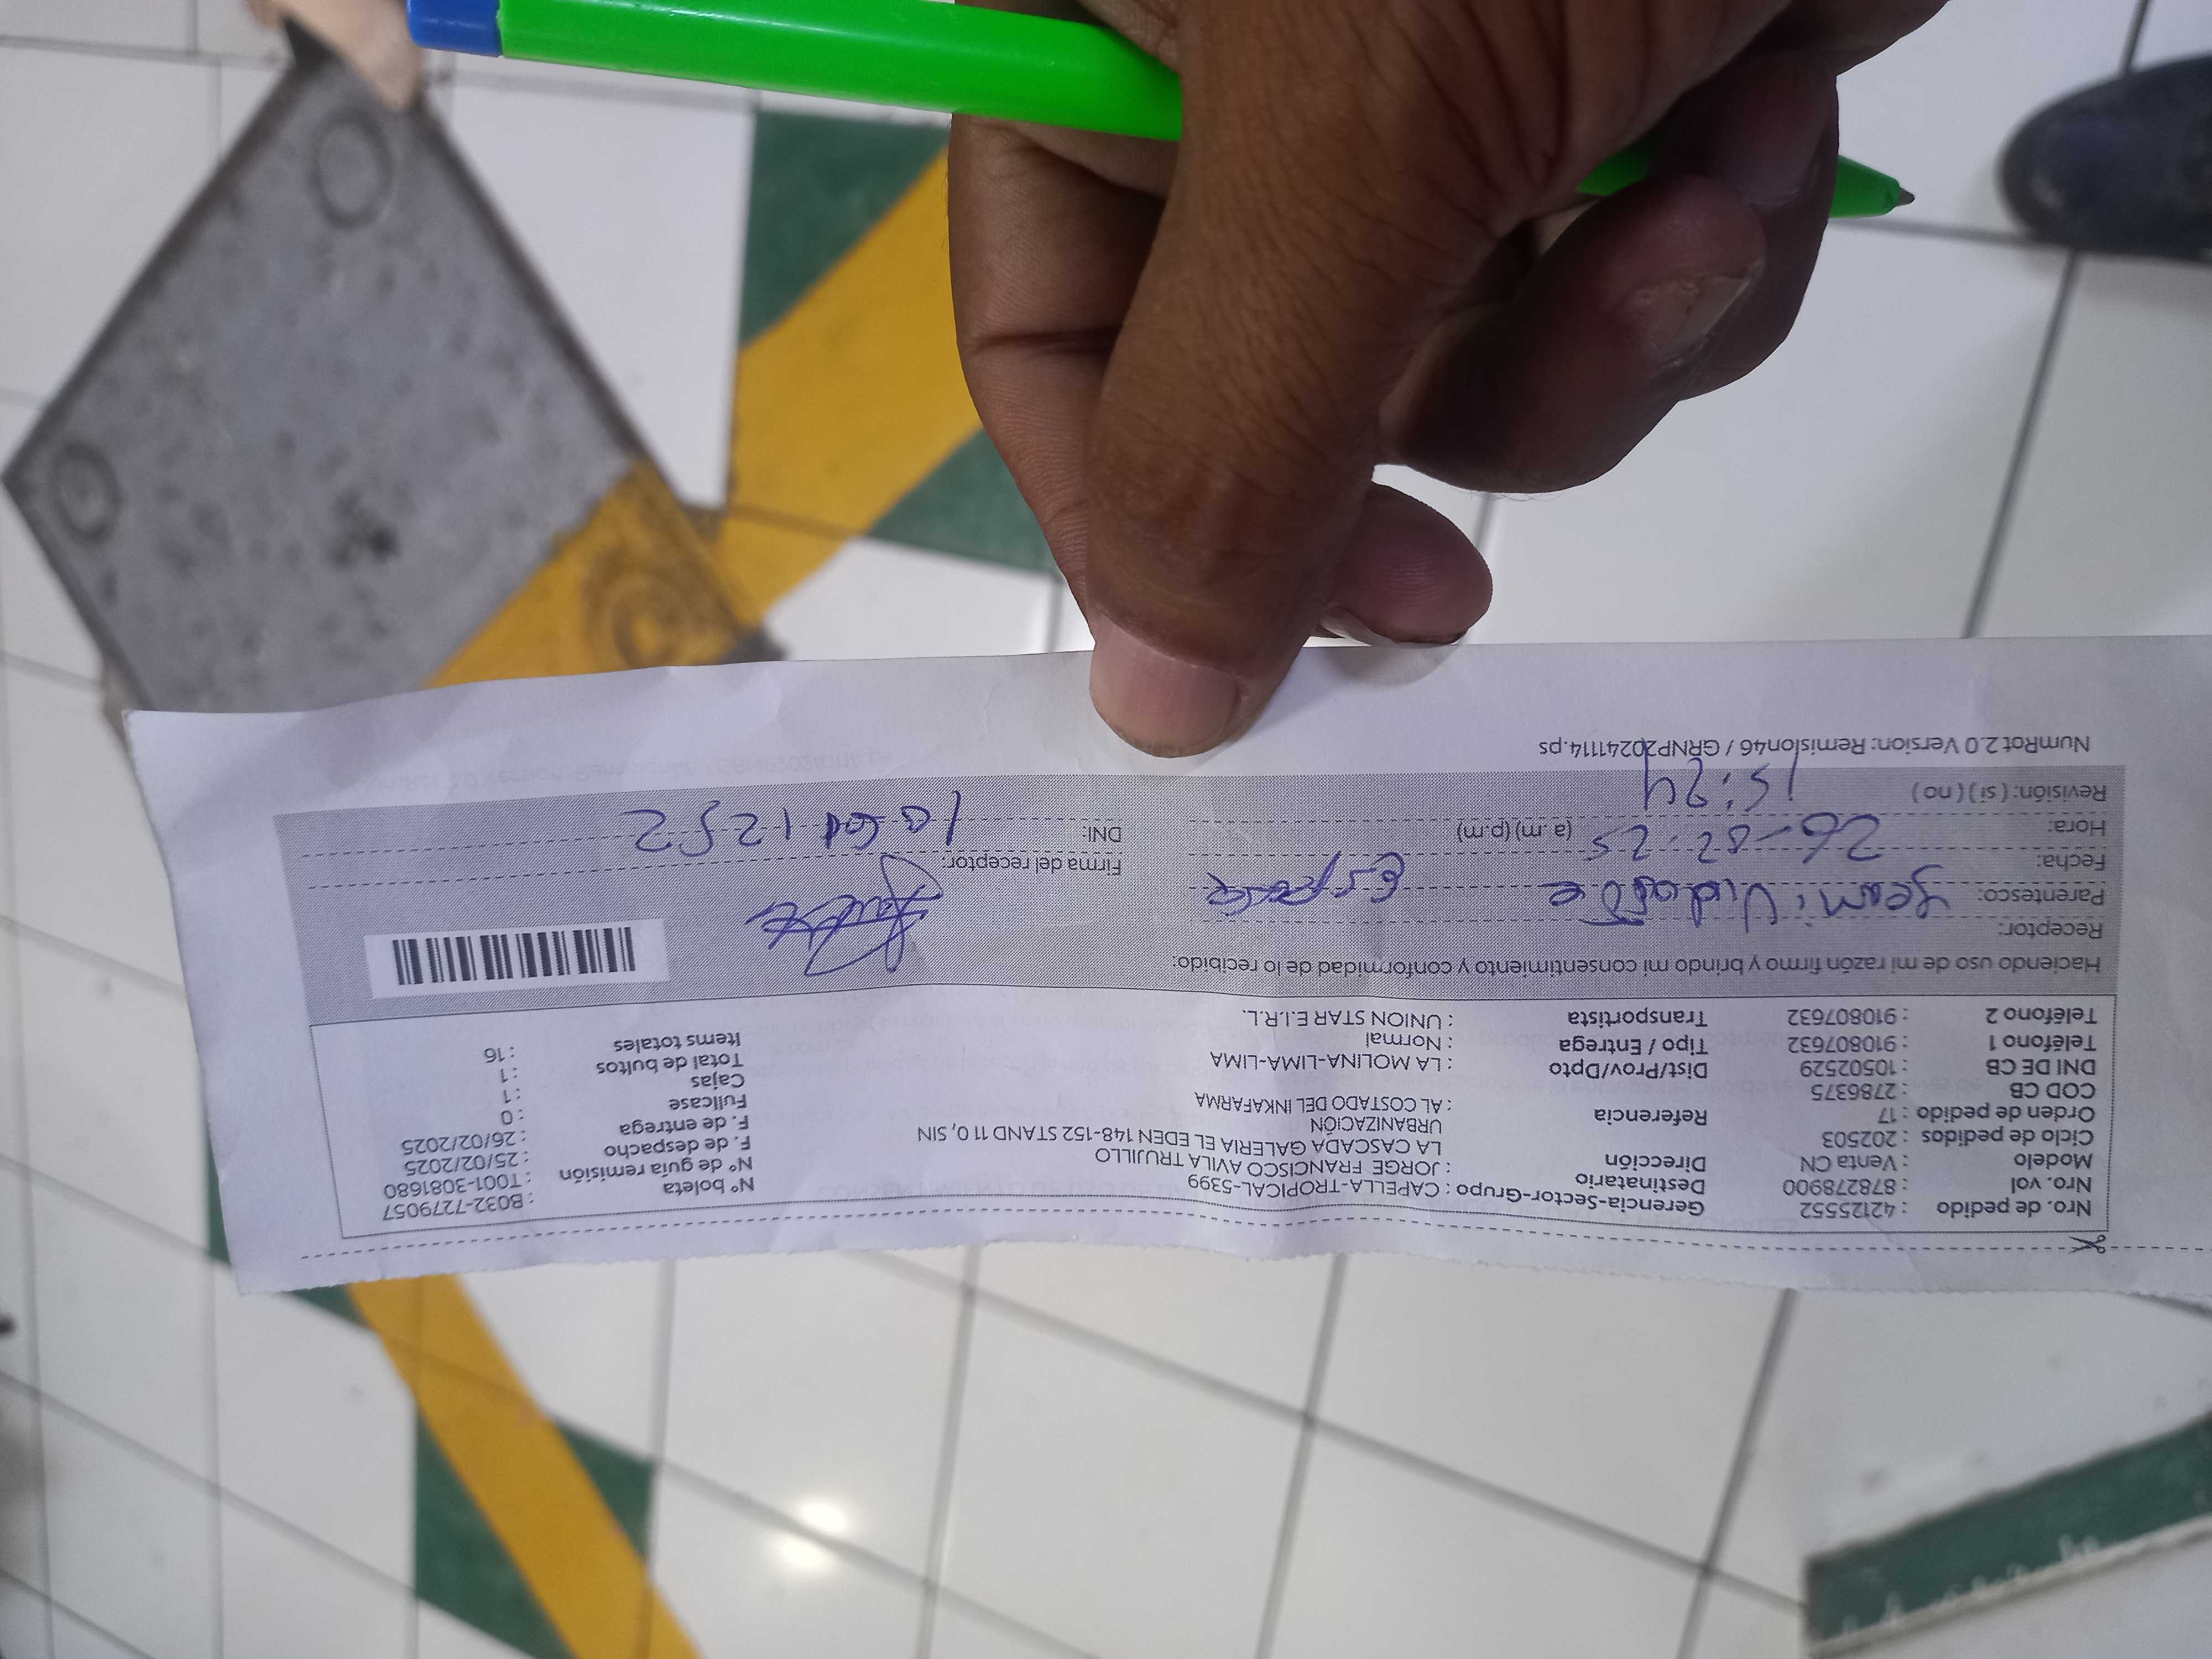 Nro. de pedido : 42125552 Gerencia-Sector-Grupo : CAPELLA-TROPICAL-5399 N° boleta : B032-7279057
Nro. vol : 878278900 Destinatario : JORGE FRANCISCO AVILA TRUJILLO N° de guía remisión : T001-3081680
Modelo : Venta CN Dirección LA CASCADA GALERIA EL EDEN 148-152 STAND 11 0, SIN F. de despacho : 25/02/2025
Ciclo de pedidos : 202503 URBANIZACIÓN F. de entrega : 26/02/2025
Orden de pedido : 17 Referencia : AL COSTADO DEL INKAFARMA Fullcase : 0
COD CB : 2786375 Cajas : 1
DNI DE CB : 10502529 Dist/Prov/Dpto : LA MOLINA-LIMA-LIMA Total de bultos : 1
Teléfono 1 : 910807632 Tipo / Entrega : Normal Items totales : 16
Teléfono 2 : 910807632 Transportista : UNION STAR E.I.R.L.
Haciendo uso de mi razón firmo y brindo mi consentimiento y conformidad de lo recibido:
Receptor:
Parentesco:
Fecha: 26-02-25 Firma del receptor:
Hora: (a.m) (p.m) DNI:
Revisión: ( si ) ( no ) 15:24
NumRot 2.0 Version: Remision46 / GRNPZ20241114.ps